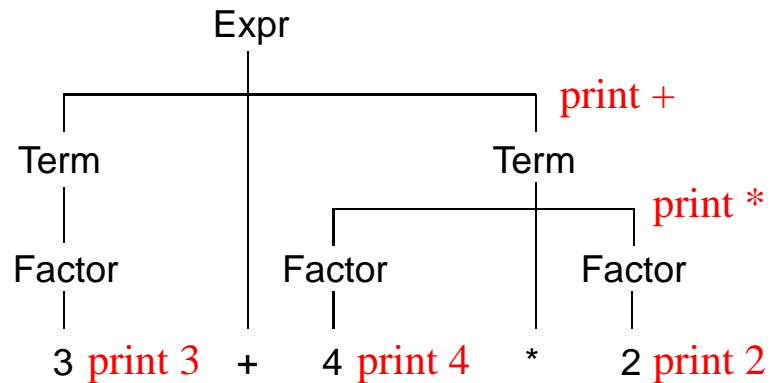 Expr
print +
Term Term
print *
Factor Factor Factor
3 print 3 + 4 print 4 * 2 print 2